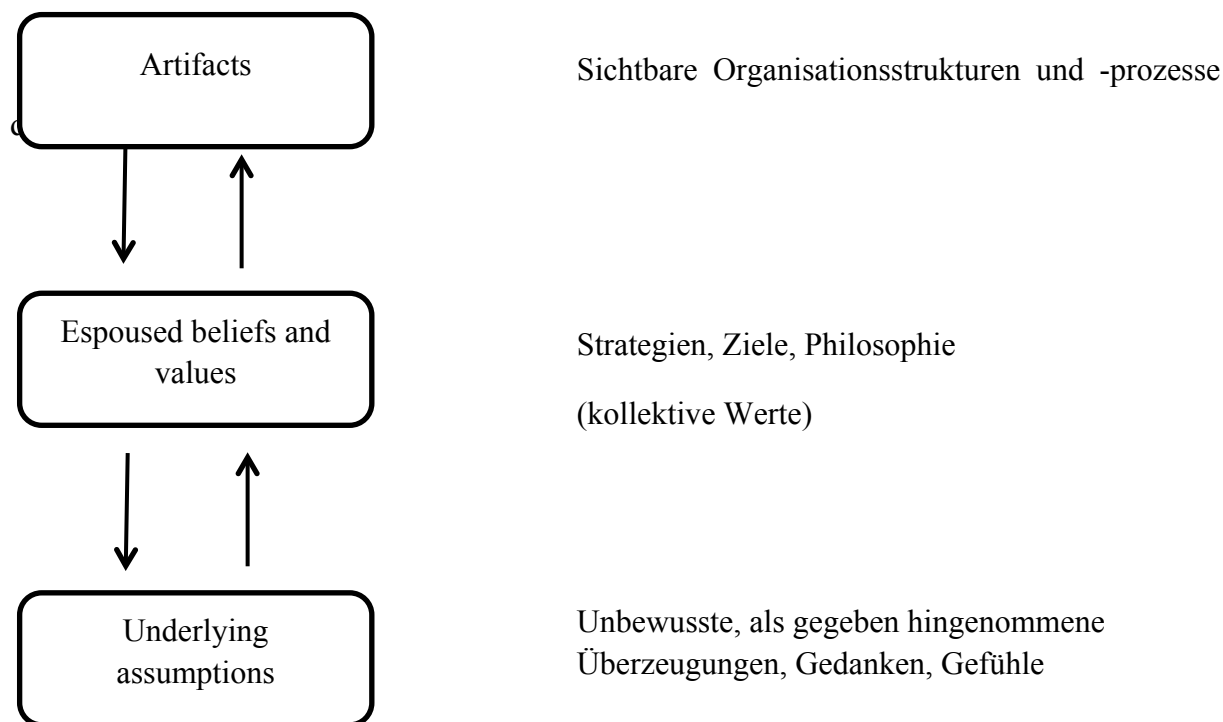 Artifacts
Sichtbare Organisationsstrukturen und -prozesse
Espoused beliefs and
values
Strategien, Ziele, Philosophie
(kollektive Werte)
Underlying
assumptions
Unbewusste, als gegeben hingenommene
Überzeugungen, Gedanken, Gefühle